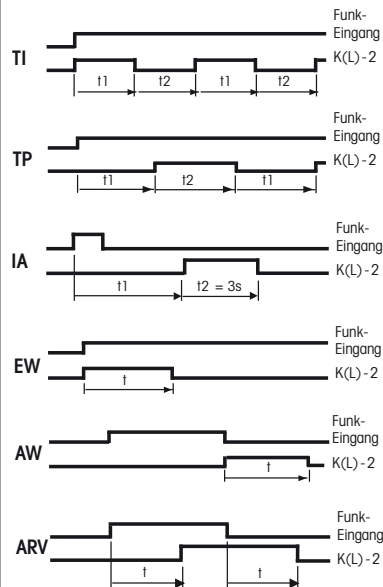 Funk-
Eingang
TI
K(L)-2
t1 t2 t1 t2
Funk-
Eingang
TP
K(L)-2
t1 t2 t1
Funk-
Eingang
IA
K(L)-2
t1 t2 = 3s
Funk-
Eingang
EW
K(L)-2
t
Funk-
Eingang
AW
K(L)-2
t
Funk-
Eingang
ARV
K(L)-2
t t